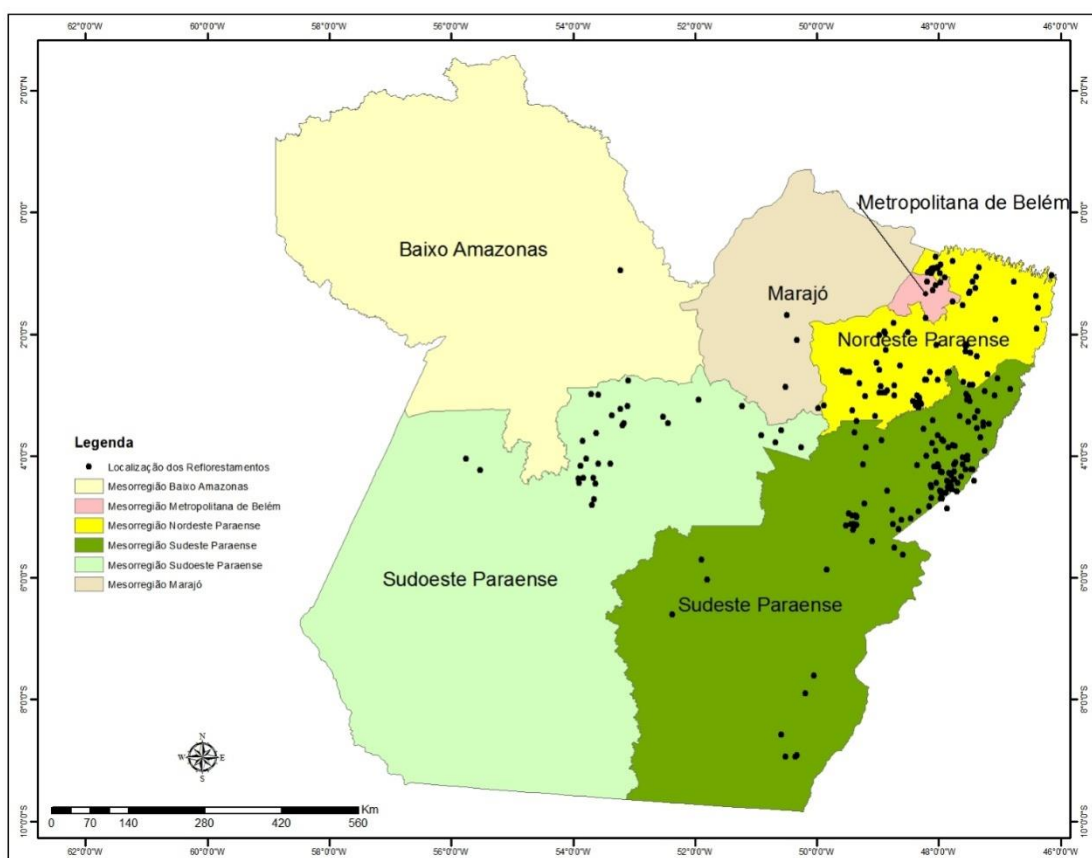 62°0'0"W 60°0'0"W 58°0'0"W 56°0'0"W 54°0'0"W 52°0'0"W 50°0'0"W 48°0'0"W 46°0'0"W
2°0'0"N 2°0'0"N
Metropolitana de Belém
0°0'0" 0°0'0"
Baixo Amazonas
Marajó
2°0'0"S 2°0'0"S
Nordeste Paraense
Legenda
Localização dos Reflorestamentos
Mesorregião Baixo Amazonas
Mesorregião Metropolitana de Belém
Mesorregião Nordeste Paraense
Mesorregião Sudeste Paraense
Mesorregião Sudoeste Paraense
Mesorregião Marajó
4°0'0"S 4°0'0"S
Sudoeste Paraense
6°0'0"S 6°0'0"S
Sudeste Paraense
8°0'0"S 8°0'0"S
N
W E
S
Km
0 70 140 280 420 560
10°0'0"S 10°0'0"S
62°0'0"W 60°0'0"W 58°0'0"W 56°0'0"W 54°0'0"W 52°0'0"W 50°0'0"W 48°0'0"W 46°0'0"W